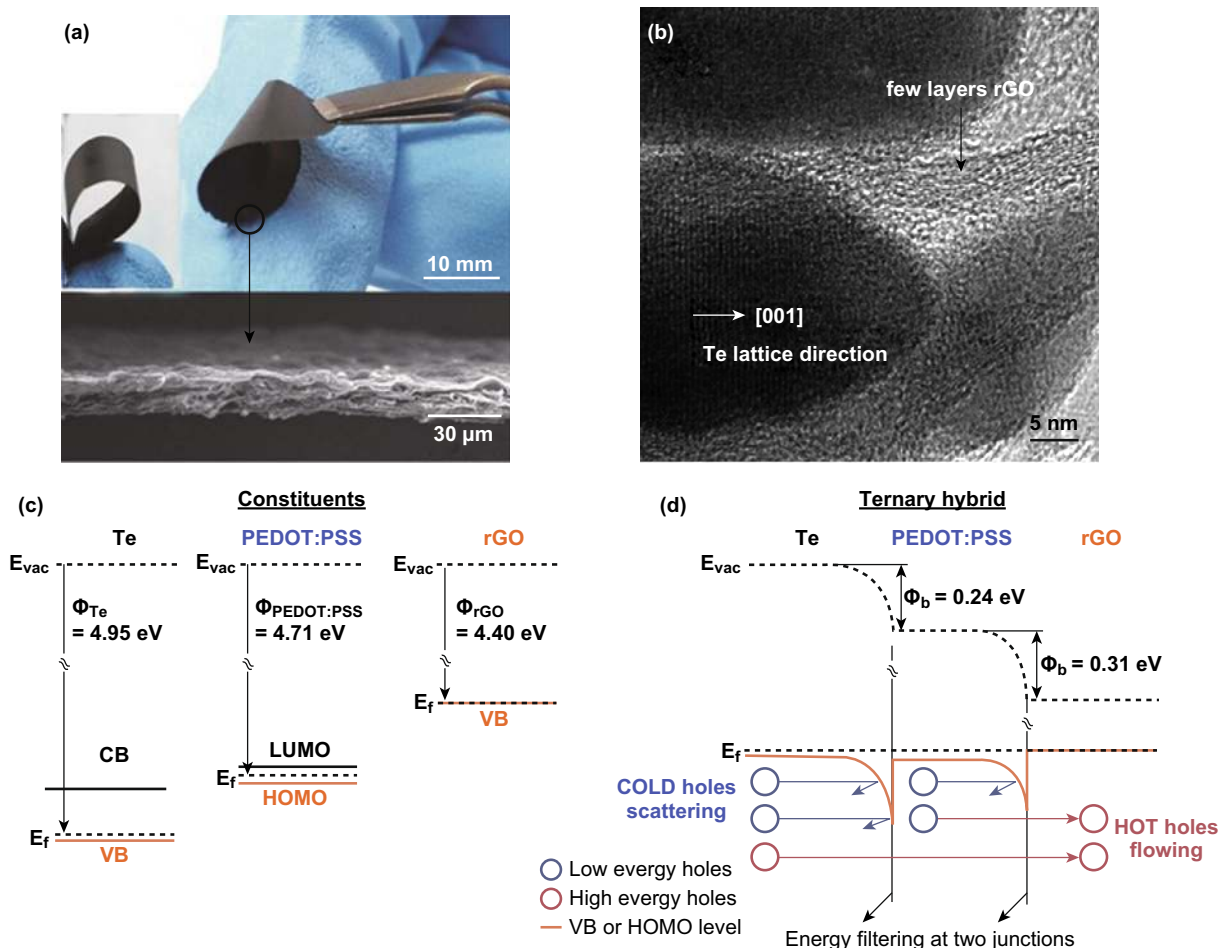 (a)
10 mm
30 μm
(b)
few layers rGO
[001]
Te lattice direction
5 nm
(c)
Constituents
Te
PEDOT:PSS
rGO
Evac
Evac
Evac
ΦTe
= 4.95 eV
ΦPEDOT:PSS
= 4.71 eV
ΦrGO
= 4.40 eV
Ef
VB
CB
LUMO
Ef
HOMO
Ef
VB
(d)
Ternary hybrid
Te
PEDOT:PSS
rGO
Evac
Φb = 0.24 eV
Φb = 0.31 eV
Ef
COLD holes
scattering
HOT holes
flowing
Low evergy holes
High evergy holes
VB or HOMO level
Energy filtering at two junctions